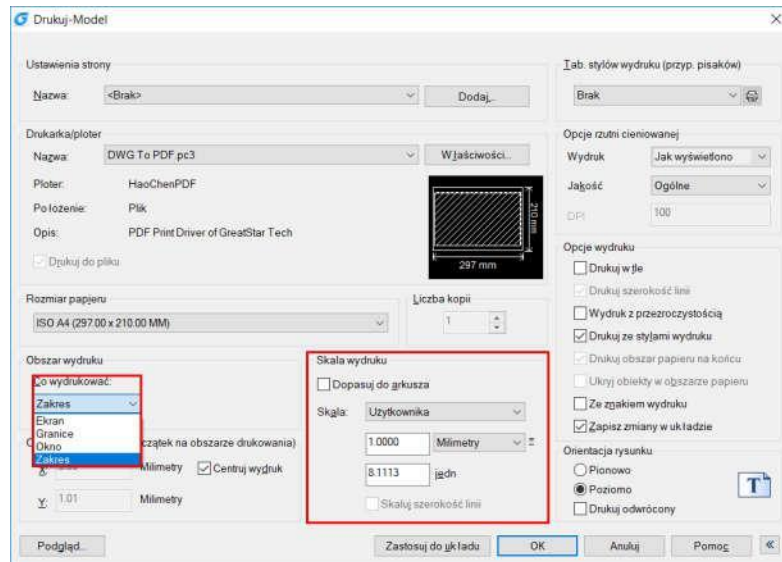 Drukuj-Model
Ustawienia strony
Nazwa: <Brak> Dodaj...
Drukarka/ploter
Nazwa: DWG To PDF.pc3 Właściwości...
Ploter: HaoChenPDF
Położenie: Plik
Opis: PDF Print Driver of GreatStar Tech
Drukuj do pliku
210 mm
297 mm
Rozmiar papieru
ISO A4 (297.00 x 210.00 MM)
Liczba kopii
1
Obszar wydruku
Co wydrukować:
Zakres
Ekran
Granice
Okno
Zakres
czątek na obszarze drukowania)
X: Milimetry Centruj wydruk
Y: 1.01 Milimetry
Skala wydruku
Dopasuj do arkusza
Skala: Użytkownika
1.0000 Milimetry =
8.1113 jedn
Skaluj szerokość linii
Tab. stylów wydruku (przyp. pisaków)
Brak
Opcje rzutni cieniowanej
Wydruk Jak wyświetlono
Jakość Ogólne
DPI 100
Opcje wydruku
Drukuj w tle
Drukuj szerokość linii
Wydruk z przezroczystością
Drukuj ze stylami wydruku
Drukuj obszar papieru na końcu
Ukryj obiekty w obszarze papieru
Ze znakiem wydruku
Zapisz zmiany w układzie
Orientacja rysunku
Pionowo
Poziomo
Drukuj odwrócony
T
Podgląd... Zastosuj do układu OK Anuluj Pomoc «